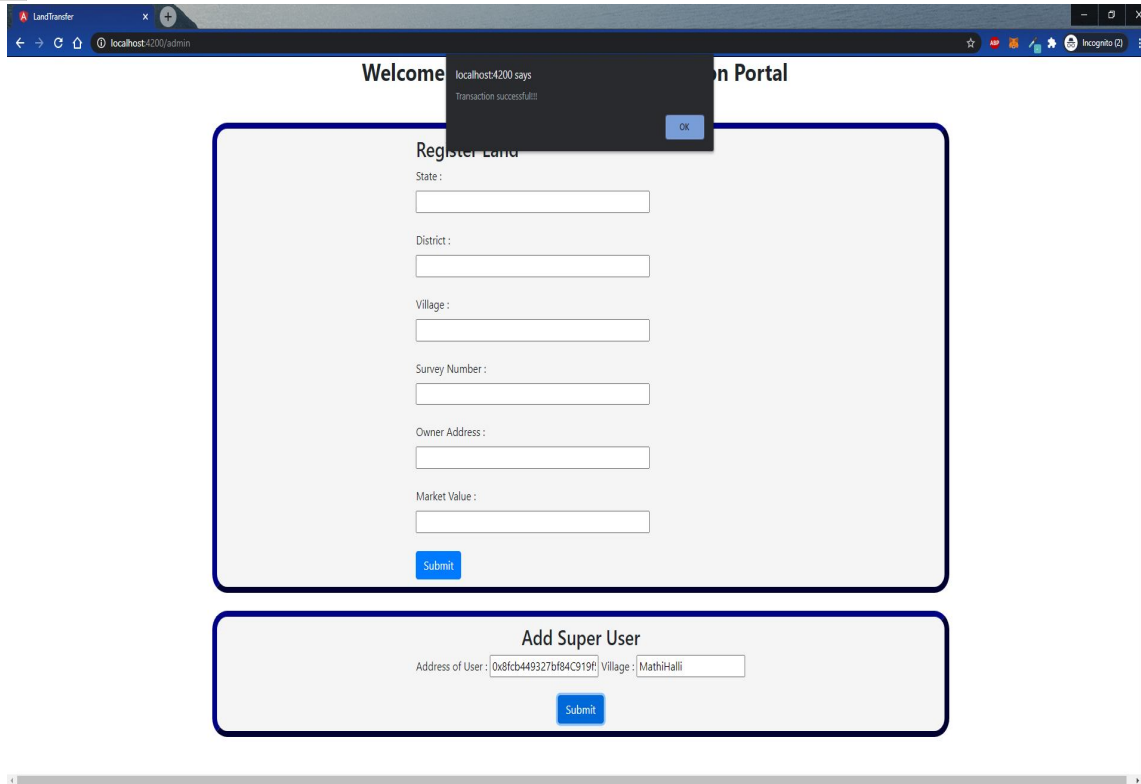 LandTransfer
localhost:4200/admin
ABP
Incognito (2)
Welcome
on Portal
localhost:4200 says
Transaction successful!!!
OK
Register Land
State :
District :
Village :
Survey Number :
Owner Address :
Market Value :
Submit
Add Super User
Address of User : 0x8fcb449327bf84C919f Village : MathiHalli
Submit